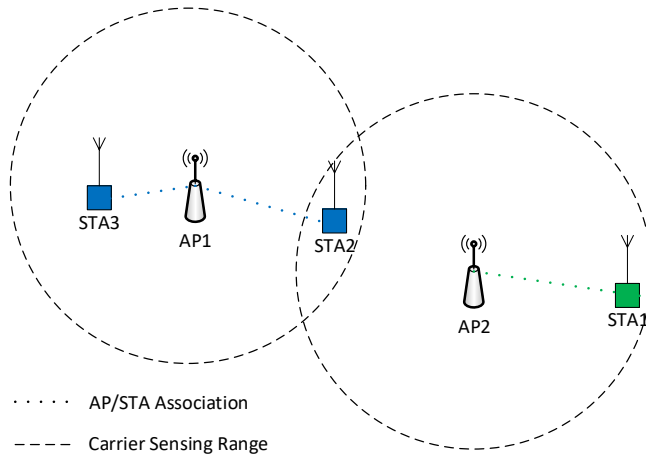 STA3
AP1
STA2
AP2
STA1
AP/STA Association
Carrier Sensing Range